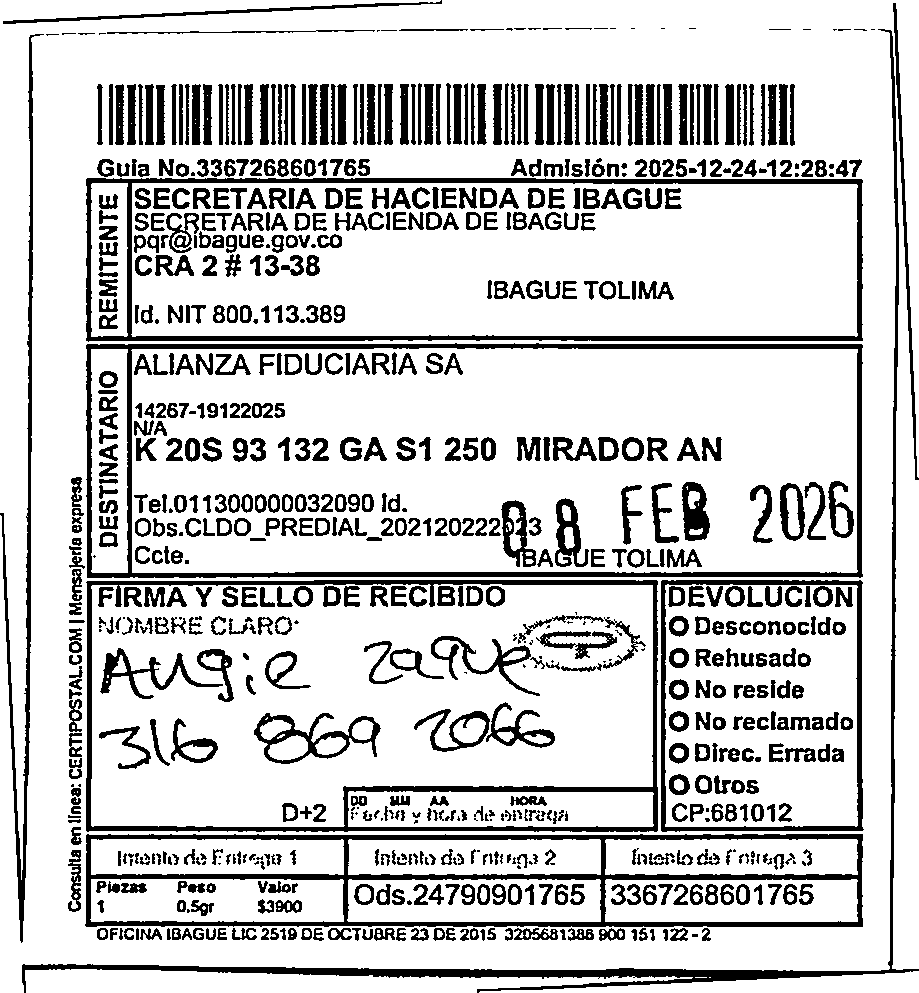 Guia No.3367268601765 Admisión: 2025-12-24-12:28:47
REMITENTE
SECRETARIA DE HACIENDA DE IBAGUE
SECRETARIA DE HACIENDA DE IBAGUE
pqr@ibague.gov.co
CRA 2 # 13-38
IBAGUE TOLIMA
Id. NIT 800.113.389
DESTINATARIO
ALIANZA FIDUCIARIA SA
14267-19122025
N/A
K 20S 93 132 GA S1 250 MIRADOR AN
Tel.011300000032090 Id.
08 FEB 2026
Obs.CLDO_PREDIAL_202120222023
Ccte.
IBAGUE TOLIMA
Consulta en línea: CERTIPOSTAL.COM | Mensajería expresa
FIRMA Y SELLO DE RECIBIDO
NOMBRE CLARO:
Angie Zaque
316 869 2066
D+2
DD MM AA HORA
Fecha y hora de entrega
DEVOLUCION
Desconocido
Rehusado
No reside
No reclamado
Direc. Errada
Otros
CP:681012
Intento de Entrega 1 Intento de Entrega 2 Intento de Entrega 3
Piezas Peso Valor
1 0.5gr $3900
Ods.24790901765 3367268601765
OFICINA IBAGUE LIC 2519 DE OCTUBRE 23 DE 2015 3205681388 900 151 122 - 2